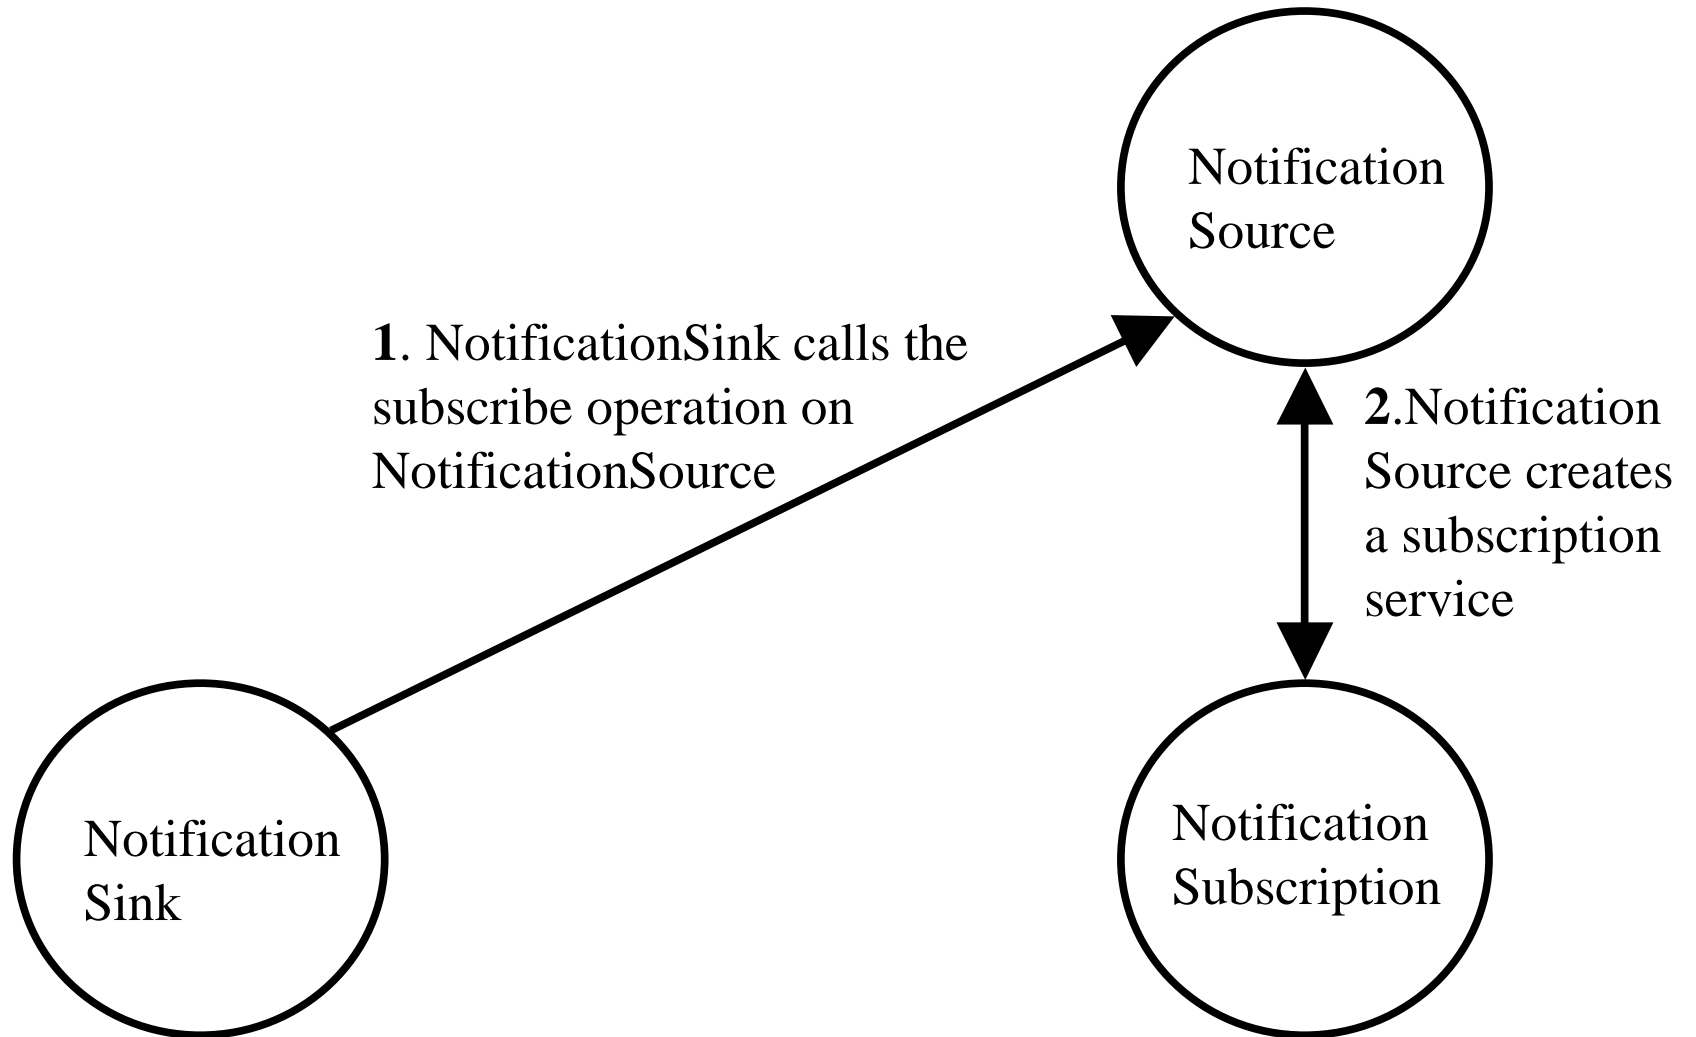 Notification
Source
1. NotificationSink calls the
subscribe operation on
NotificationSource
2.Notification
Source creates
a subscription
service
Notification
Sink
Notification
Subscription